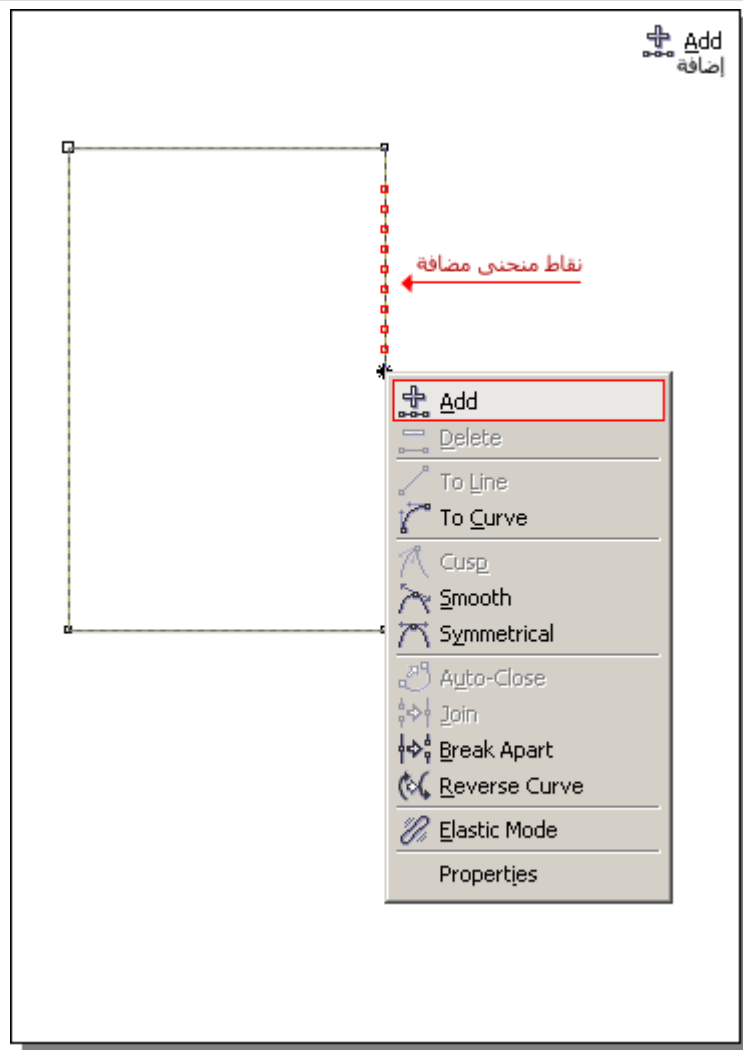 Add
إضافة
نقاط منحنى مضافة
Add
Delete
To Line
To Curve
Cusp
Smooth
Symmetrical
Auto-Close
Join
Break Apart
Reverse Curve
Elastic Mode
Properties